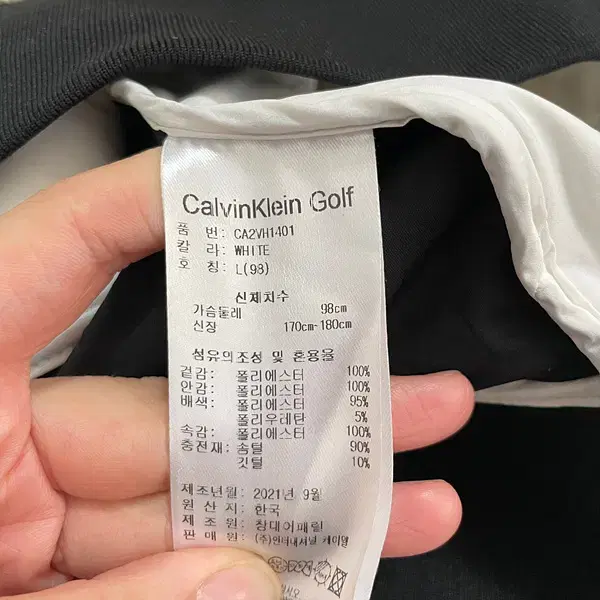 CalvinKlein Golf
품 번: CA2VH1401
칼 라: WHITE
호 칭: L(98)
신체치수
가슴둘레 98cm
신장 170cm-180cm
섬유의조성 및 혼용율
겉감: 폴리에스터 100%
안감: 폴리에스터 100%
배색: 폴리에스터 95%
폴리우레탄 5%
속감: 폴리에스터 100%
충전재: 솜털 90%
깃털 10%
제조년월: 2021년 9월
원 산 지: 한국
제 조 원: 창대어패럴
판 매 원: (주)인터내셔널 케이엘